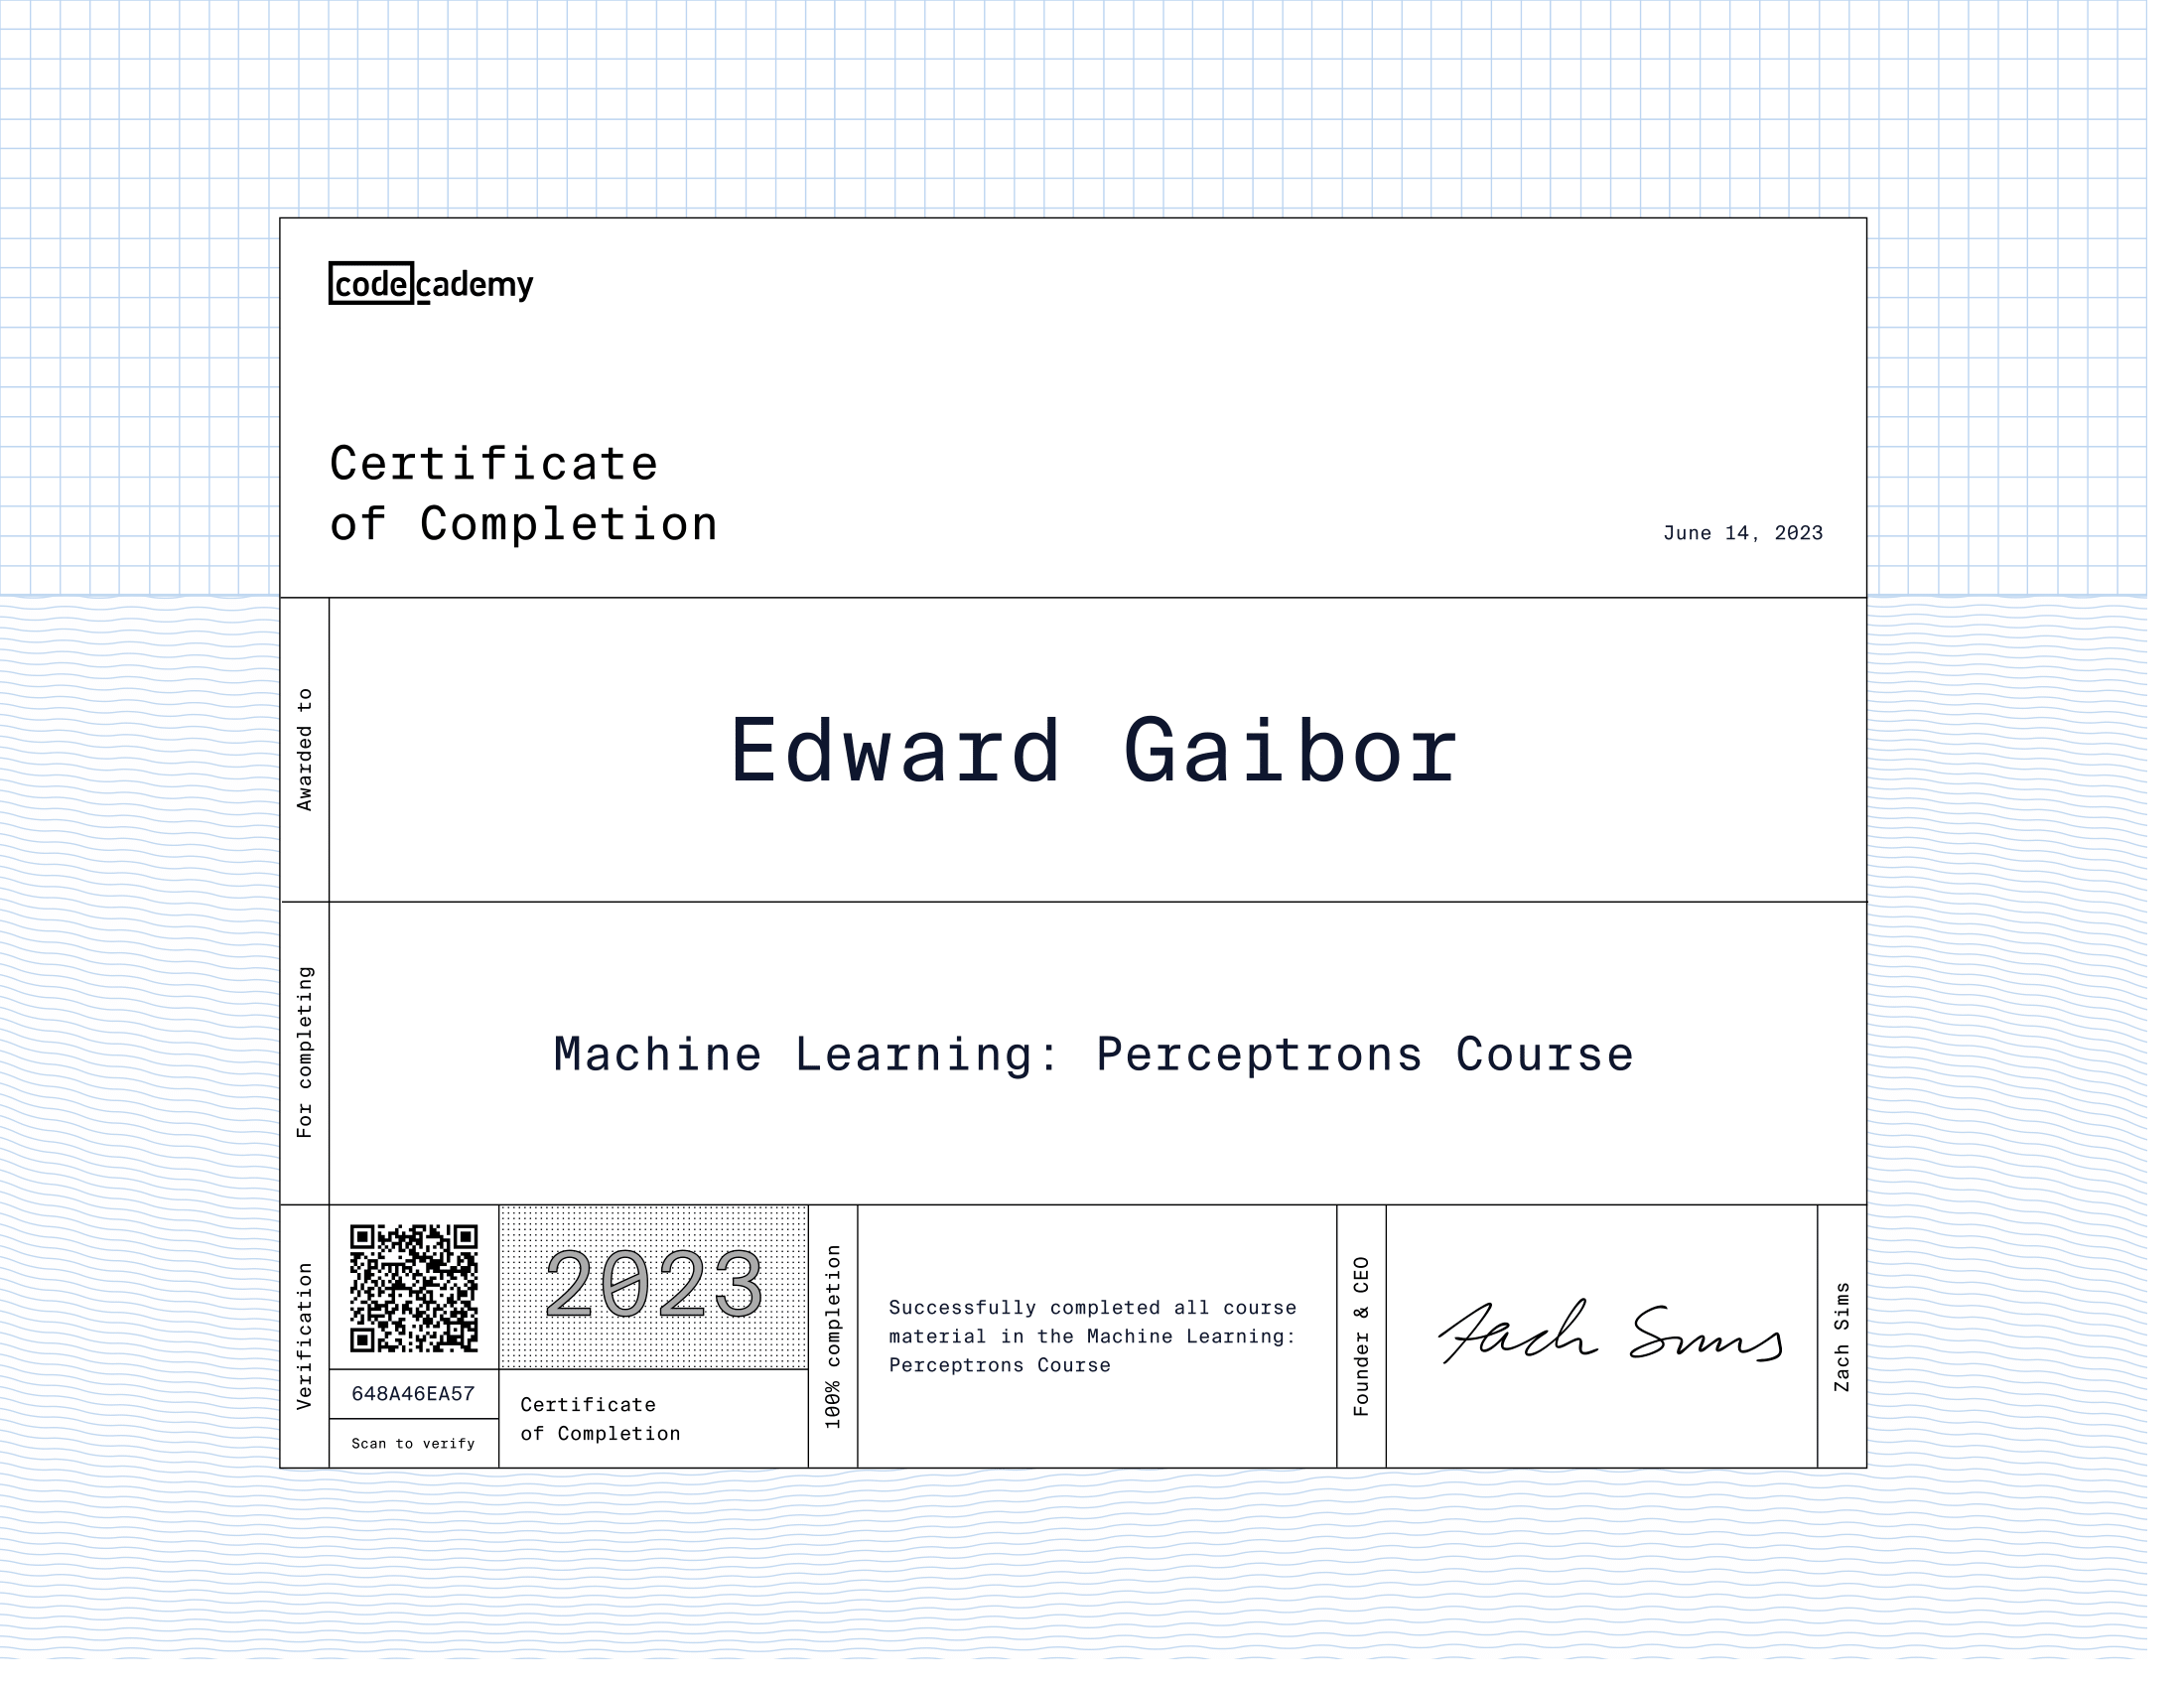 codecademy
Certificate
of Completion
June 14, 2023
Awarded to
Edward Gaibor
For completing
Machine Learning: Perceptrons Course
Verification
648A46EA57
Scan to verify
2023
Certificate
of Completion
100% completion
Successfully completed all course
material in the Machine Learning:
Perceptrons Course
Founder & CEO
Zach Sims
Zach Sims